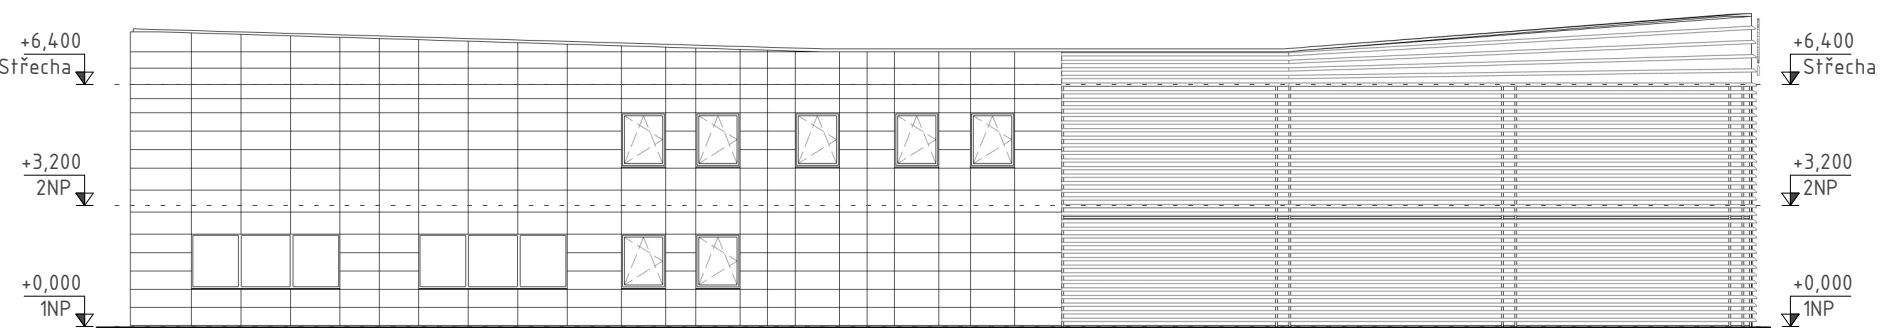 +6,400
Střecha
+3,200
2NP
+0,000
1NP
+6,400
Střecha
+3,200
2NP
+0,000
1NP